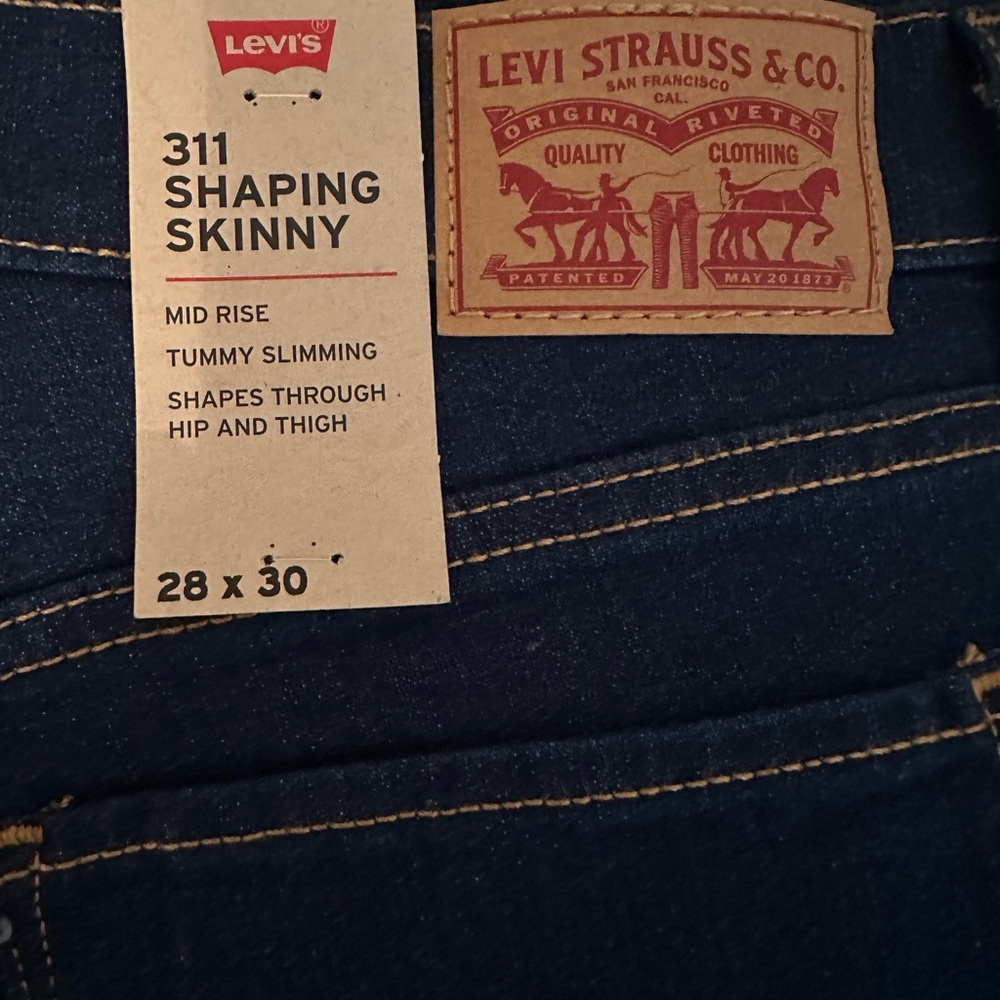 Levi's®
311
SHAPING
SKINNY
MID RISE
TUMMY SLIMMING
SHAPES THROUGH
HIP AND THIGH
28 x 30
LEVI STRAUSS & CO.
SAN FRANCISCO
CAL.
ORIGINAL RIVETED
QUALITY CLOTHING
PATENTED MAY 20 1873 ®